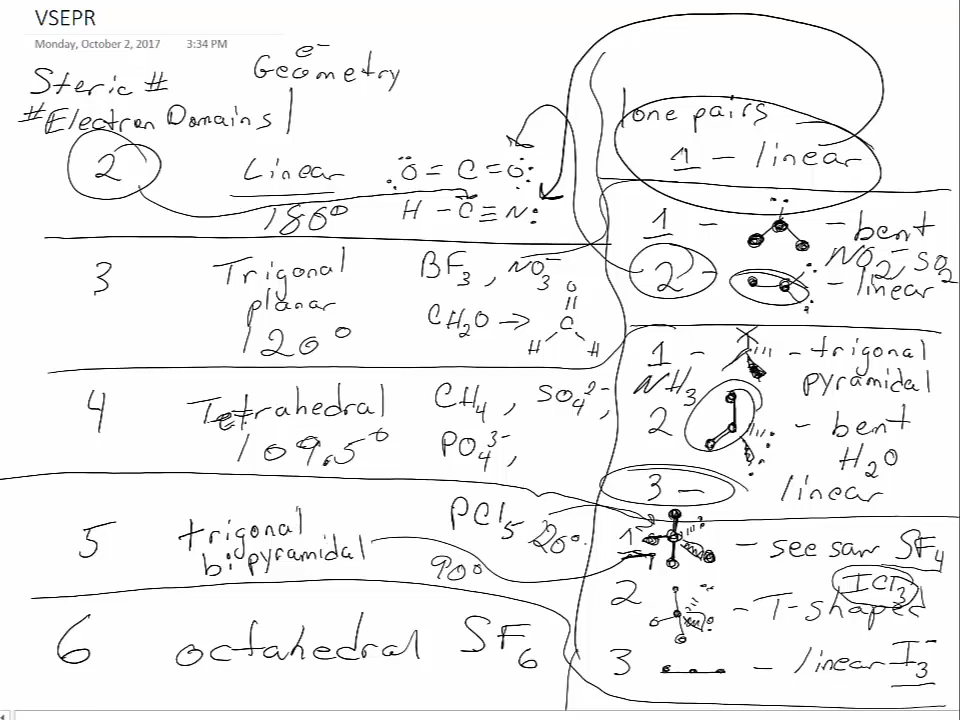 VSEPR
Monday, October 2, 2017 3:34 PM
Steric # e⁻ Geometry
# Electron Domains
lone pairs
2 Linear O = C = O
180° H - C ≡ N:
1 - linear
3 Trigonal planar BF₃, NO₃⁻
120° CH₂O → O
C
H H
1 - bent
NO₂⁻, SO₂
2 - linear
4 Tetrahedral CH₄, SO₄²⁻,
109.5° PO₄³⁻,
1 - trigonal pyramidal
NH₃
2 - bent
H₂O
3 - linear
5 trigonal bipyramidal PCl₅ 120°
90°
1 - see saw SF₄
ICl₃
2 - T-shaped
3 - linear I₃⁻
6 octahedral SF₆